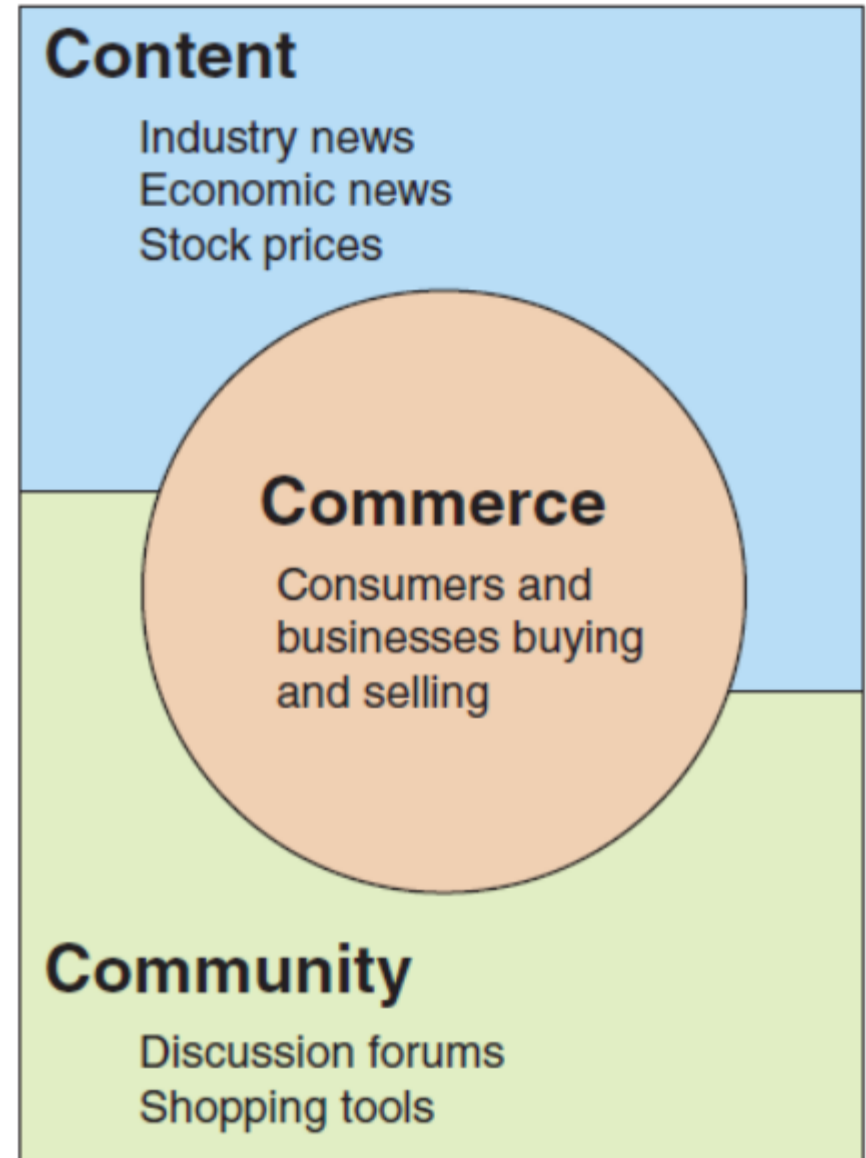 Content
Industry news
Economic news
Stock prices
Commerce
Consumers and
businesses buying
and selling
Community
Discussion forums
Shopping tools